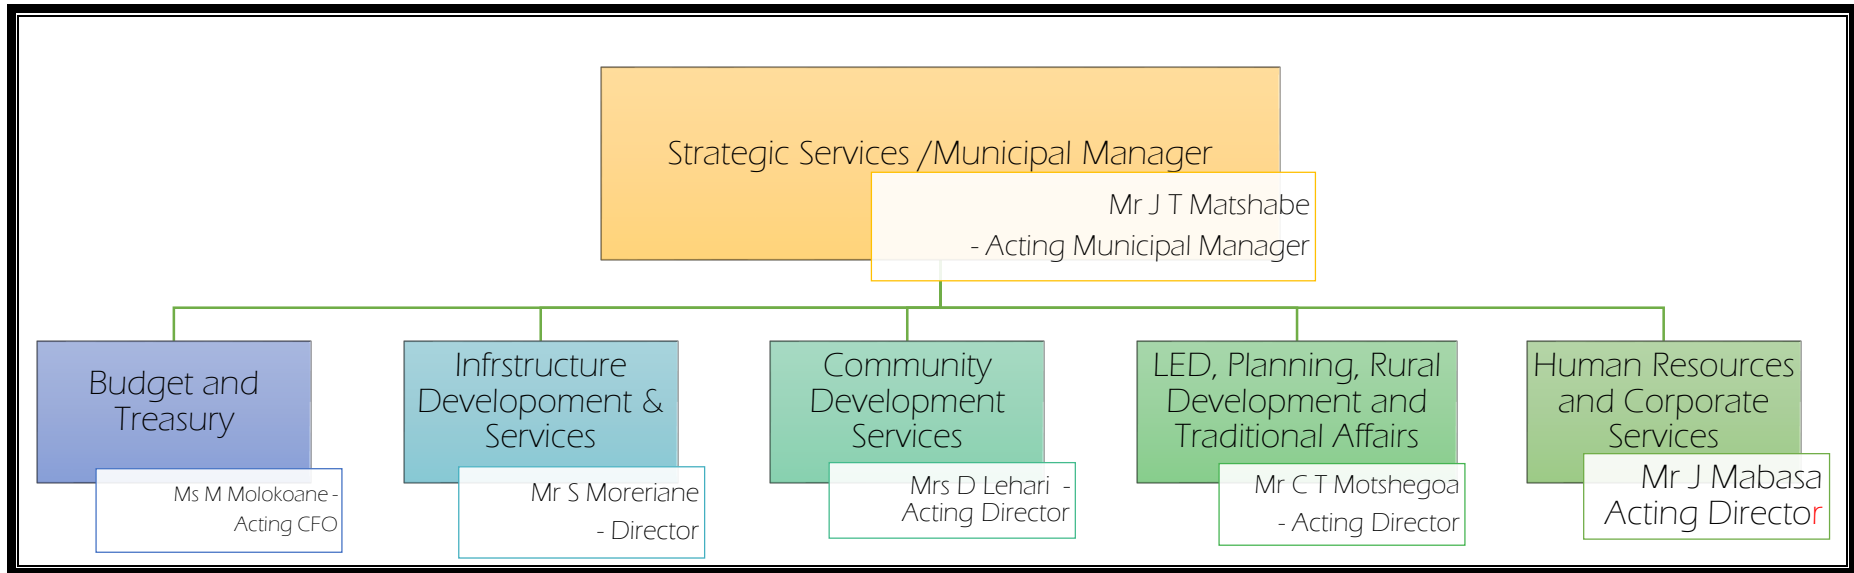 Strategic Services /Municipal Manager
Mr J T Matshabe
- Acting Municipal Manager
Budget and
Treasury
Ms M Molokoane -
Acting CFO
Infrstructure
Developoment &
Services
Mr S Moreriane
- Director
Community
Development
Services
Mrs D Lehari -
Acting Director
LED, Planning, Rural
Development and
Traditional Affairs
Mr C T Motshegoa
- Acting Director
Human Resources
and Corporate
Services
Mr J Mabasa
Acting Director